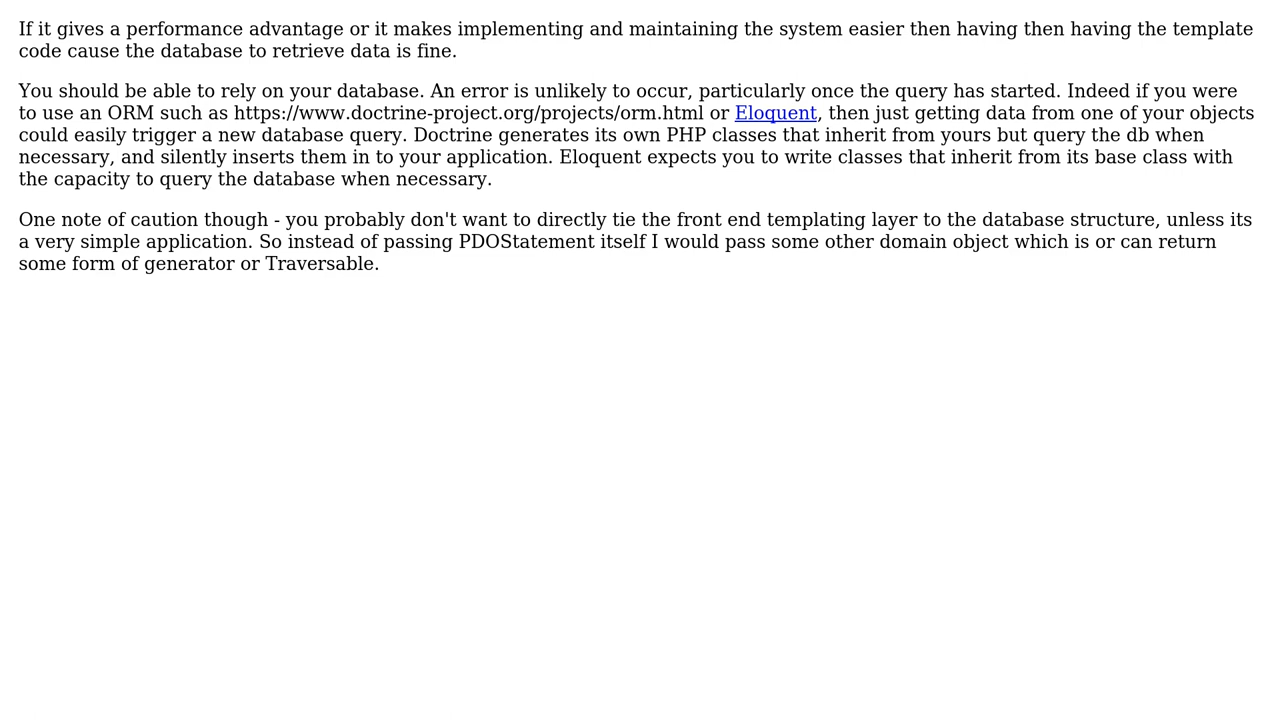 If it gives a performance advantage or it makes implementing and maintaining the system easier then having then having the template
code cause the database to retrieve data is fine.
You should be able to rely on your database. An error is unlikely to occur, particularly once the query has started. Indeed if you were
to use an ORM such as https://www.doctrine-project.org/projects/orm.html or Eloquent, then just getting data from one of your objects
could easily trigger a new database query. Doctrine generates its own PHP classes that inherit from yours but query the db when
necessary, and silently inserts them in to your application. Eloquent expects you to write classes that inherit from its base class with
the capacity to query the database when necessary.
One note of caution though - you probably don't want to directly tie the front end templating layer to the database structure, unless its
a very simple application. So instead of passing PDOStatement itself I would pass some other domain object which is or can return
some form of generator or Traversable.